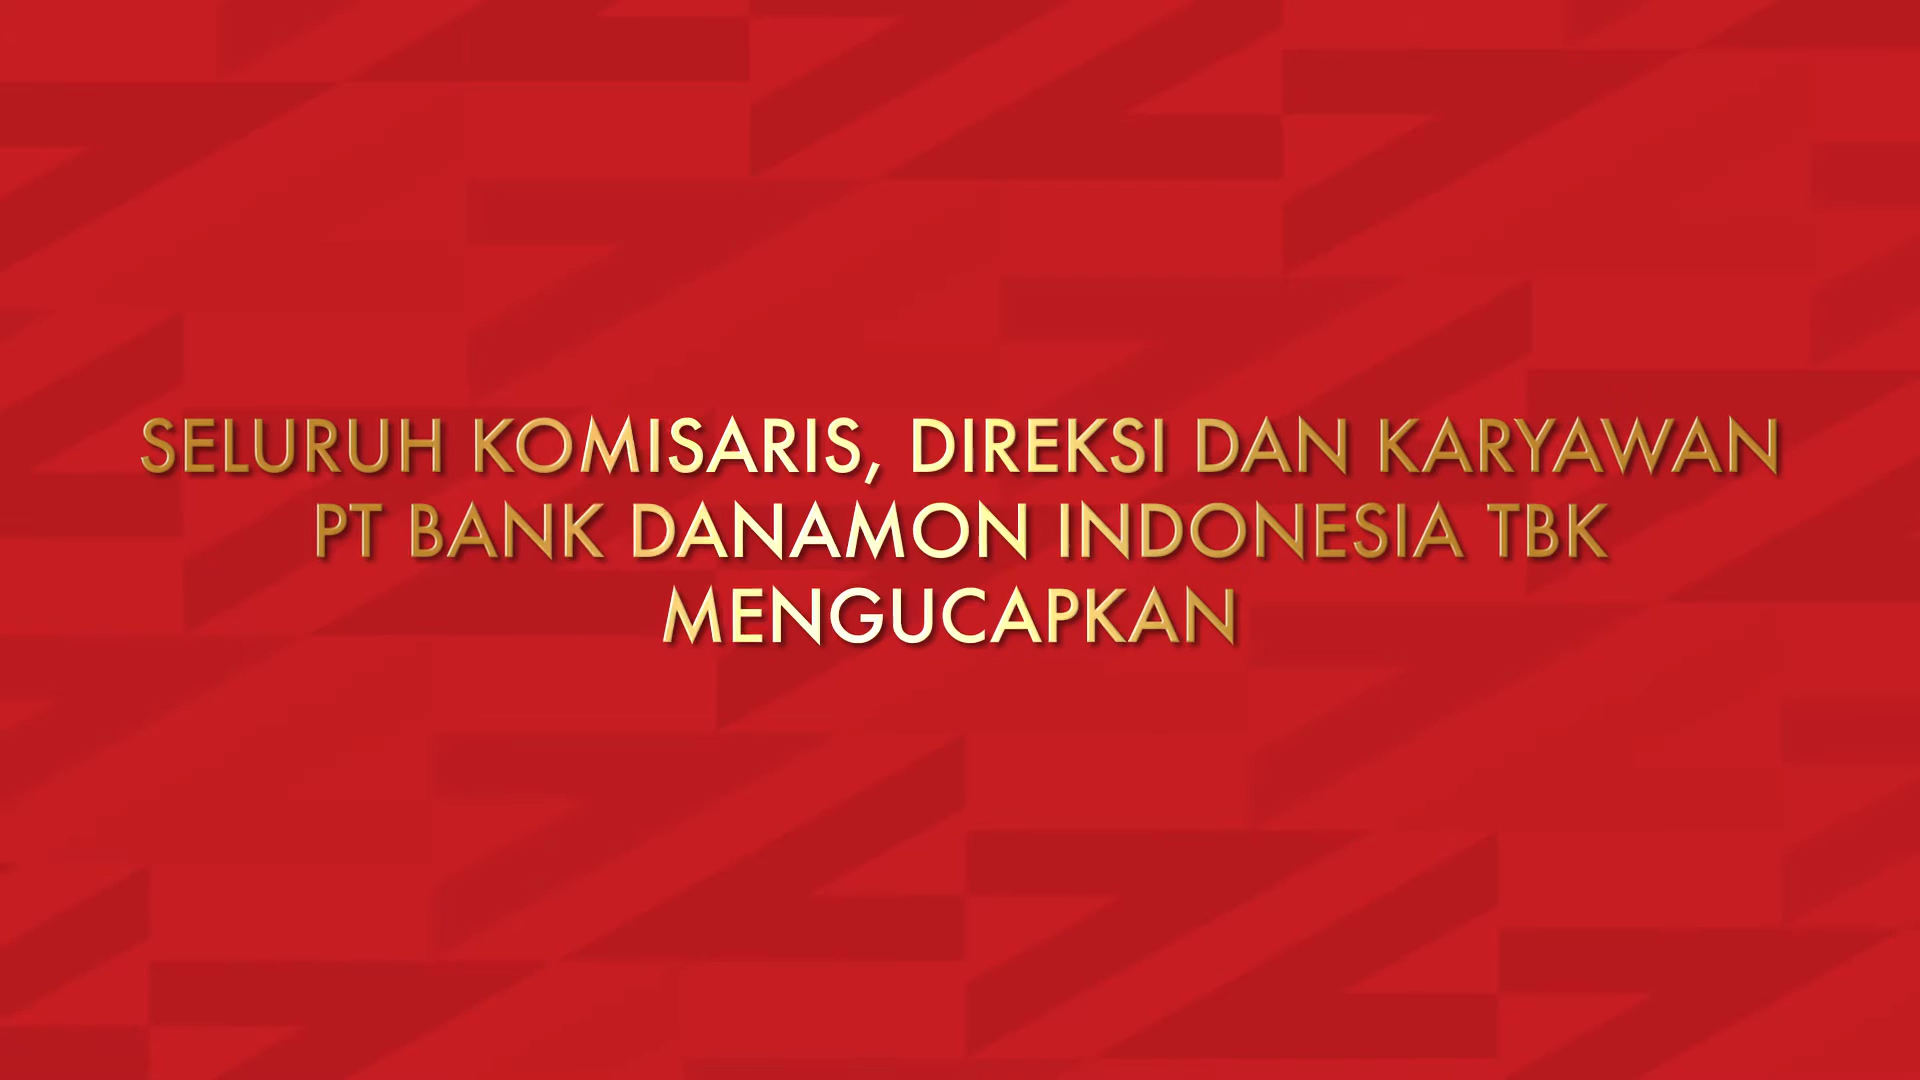 SELURUH KOMISARIS, DIREKSI DAN KARYAWAN
PT BANK DANAMON INDONESIA TBK
MENGUCAPKAN